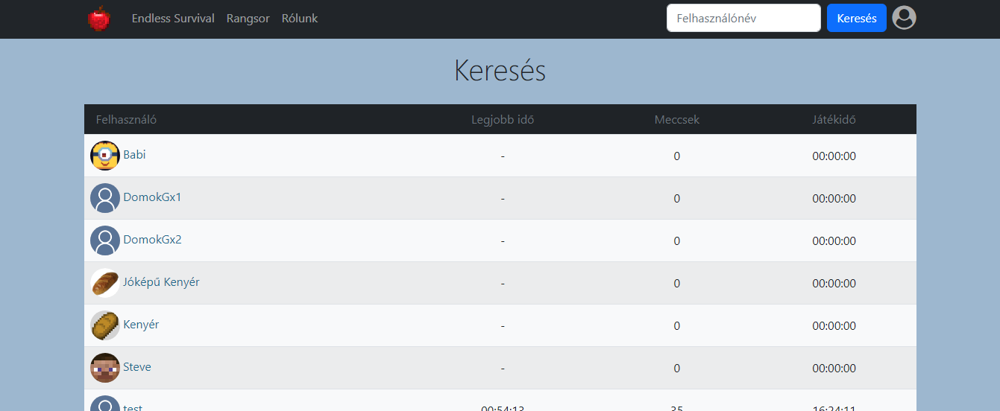 Endless Survival Rangsor Rólunk Felhasználónév Keresés
Keresés
Felhasználó Legjobb idő Meccsek Játékidő
Babi - 0 00:00:00
DomokGx1 - 0 00:00:00
DomokGx2 - 0 00:00:00
Jóképű Kenyér - 0 00:00:00
Kenyér - 0 00:00:00
Steve - 0 00:00:00
test 00:54:13 35 16:24:11